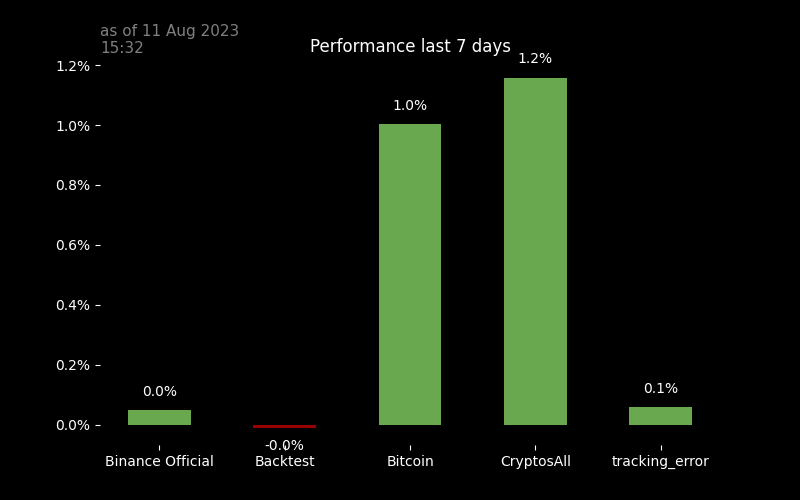 as of 11 Aug 2023
15:32
Performance last 7 days
1.2%
1.0%
0.8%
0.6%
0.4%
0.2%
0.0%
0.0%
-0.0%
1.0%
1.2%
0.1%
Binance Official
Backtest
Bitcoin
CryptosAll
tracking_error